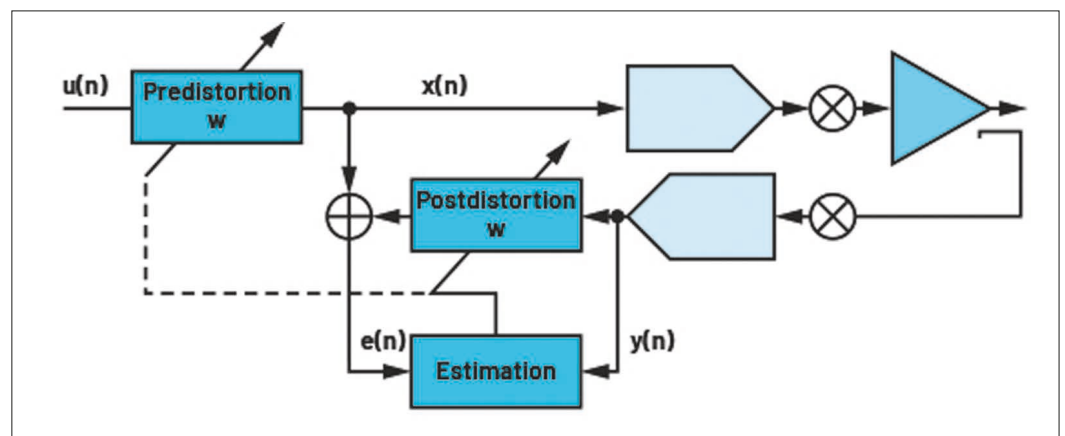 u(n)
Predistortion
w
x(n)
Postdistortion
w
e(n)
y(n)
Estimation